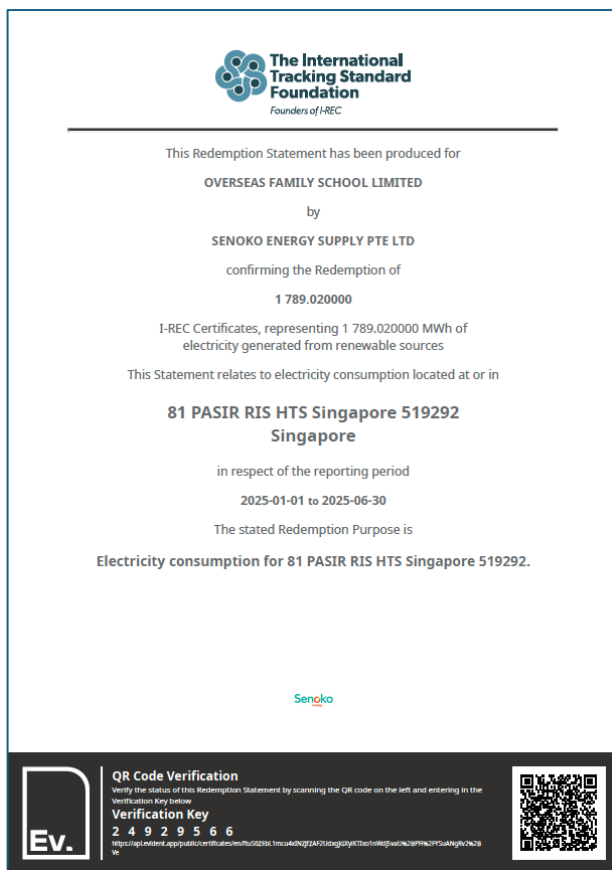 The International
Tracking Standard
Foundation
Founders of I-REC
This Redemption Statement has been produced for
OVERSEAS FAMILY SCHOOL LIMITED
by
SENOKO ENERGY SUPPLY PTE LTD
confirming the Redemption of
1 789.020000
I-REC Certificates, representing 1 789.020000 MWh of
electricity generated from renewable sources
This Statement relates to electricity consumption located at or in
81 PASIR RIS HTS Singapore 519292
Singapore
in respect of the reporting period
2025-01-01 to 2025-06-30
The stated Redemption Purpose is
Electricity consumption for 81 PASIR RIS HTS Singapore 519292.
Senoko
energy
Ev.
QR Code Verification
Verify the status of this Redemption Statement by scanning the QR code on the left and entering in the
Verification Key below
Verification Key
2 4 9 2 9 5 6 6